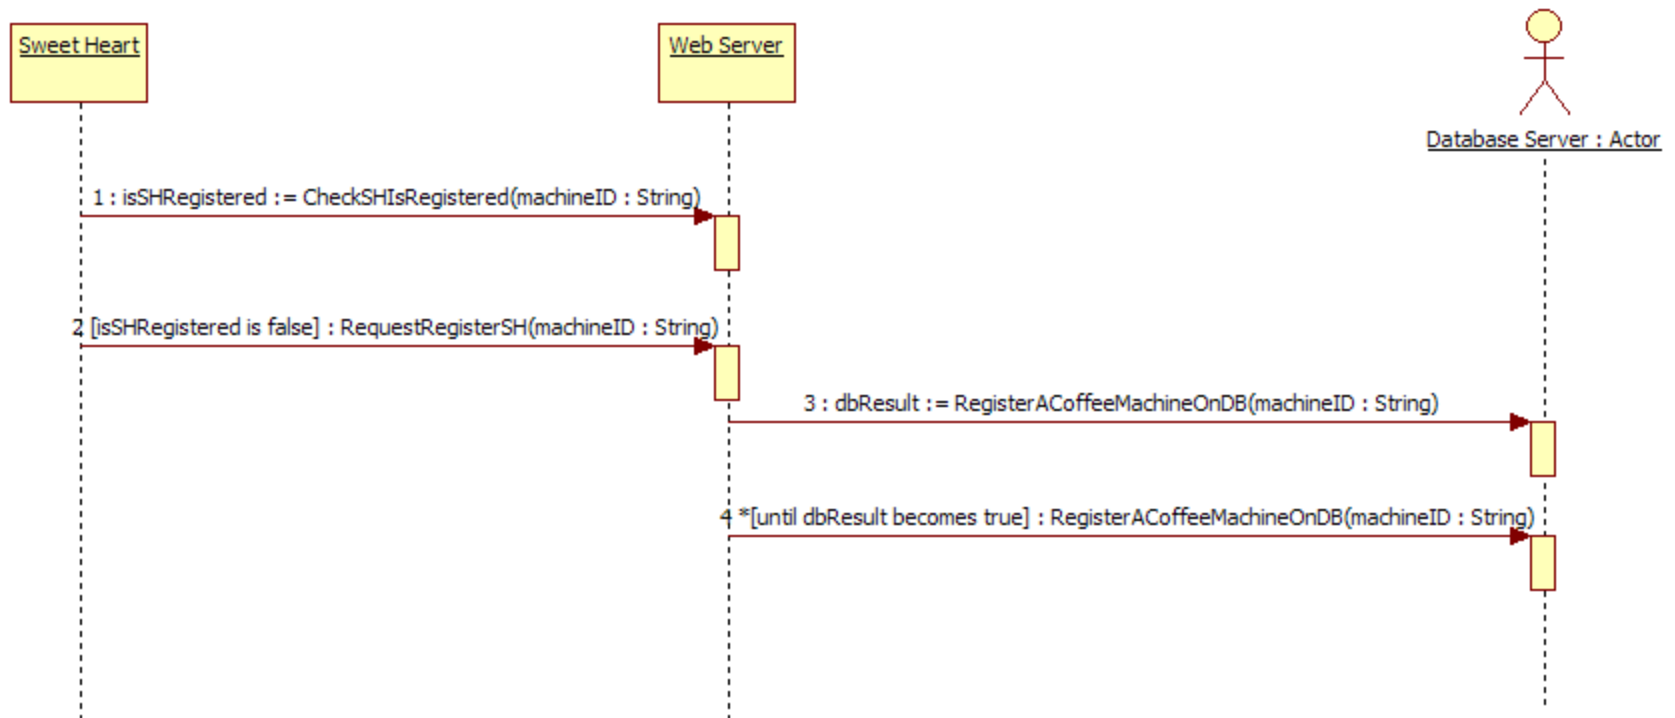 Sweet Heart
Web Server
Database Server : Actor
1 : isSHRegistered := CheckSHIsRegistered(machineID : String)
2 [isSHRegistered is false] : RequestRegisterSH(machineID : String)
3 : dbResult := RegisterACoffeeMachineOnDB(machineID : String)
4 *[until dbResult becomes true] : RegisterACoffeeMachineOnDB(machineID : String)